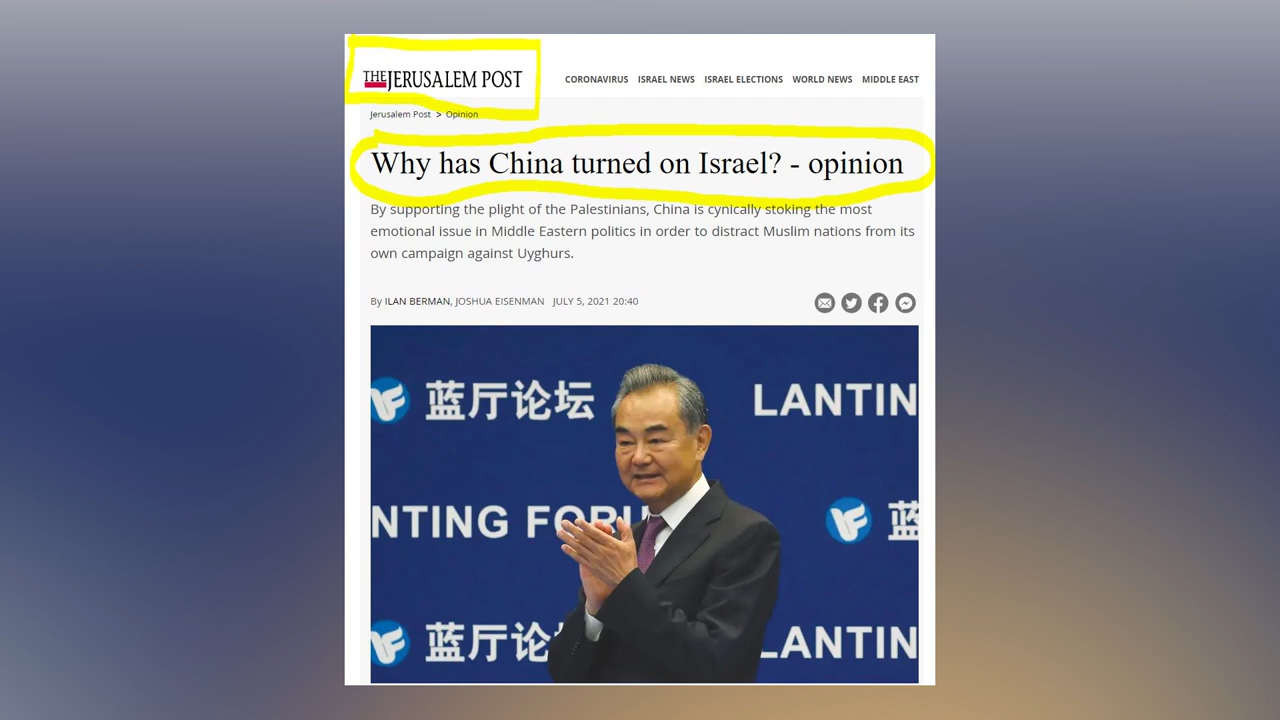 THE JERUSALEM POST
CORONAVIRUS ISRAEL NEWS ISRAEL ELECTIONS WORLD NEWS MIDDLE EAST
Jerusalem Post > Opinion
Why has China turned on Israel? - opinion
By supporting the plight of the Palestinians, China is cynically stoking the most
emotional issue in Middle Eastern politics in order to distract Muslim nations from its
own campaign against Uyghurs.
By ILAN BERMAN, JOSHUA EISENMAN JULY 5, 2021 20:40
蓝厅论坛 LANTIN
NTING FORU 蓝
蓝厅论 LANTIN